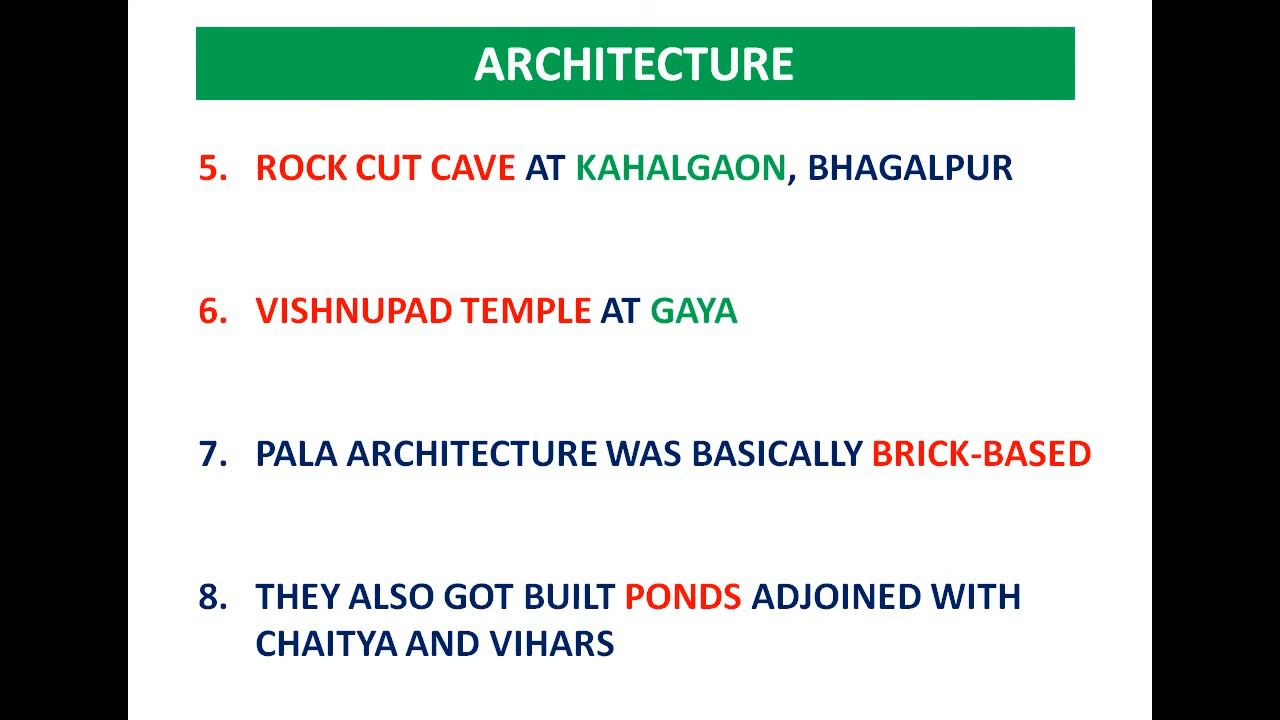 ARCHITECTURE
5. ROCK CUT CAVE AT KAHALGAON, BHAGALPUR
6. VISHNUPAD TEMPLE AT GAYA
7. PALA ARCHITECTURE WAS BASICALLY BRICK-BASED
8. THEY ALSO GOT BUILT PONDS ADJOINED WITH
CHAITYA AND VIHARS